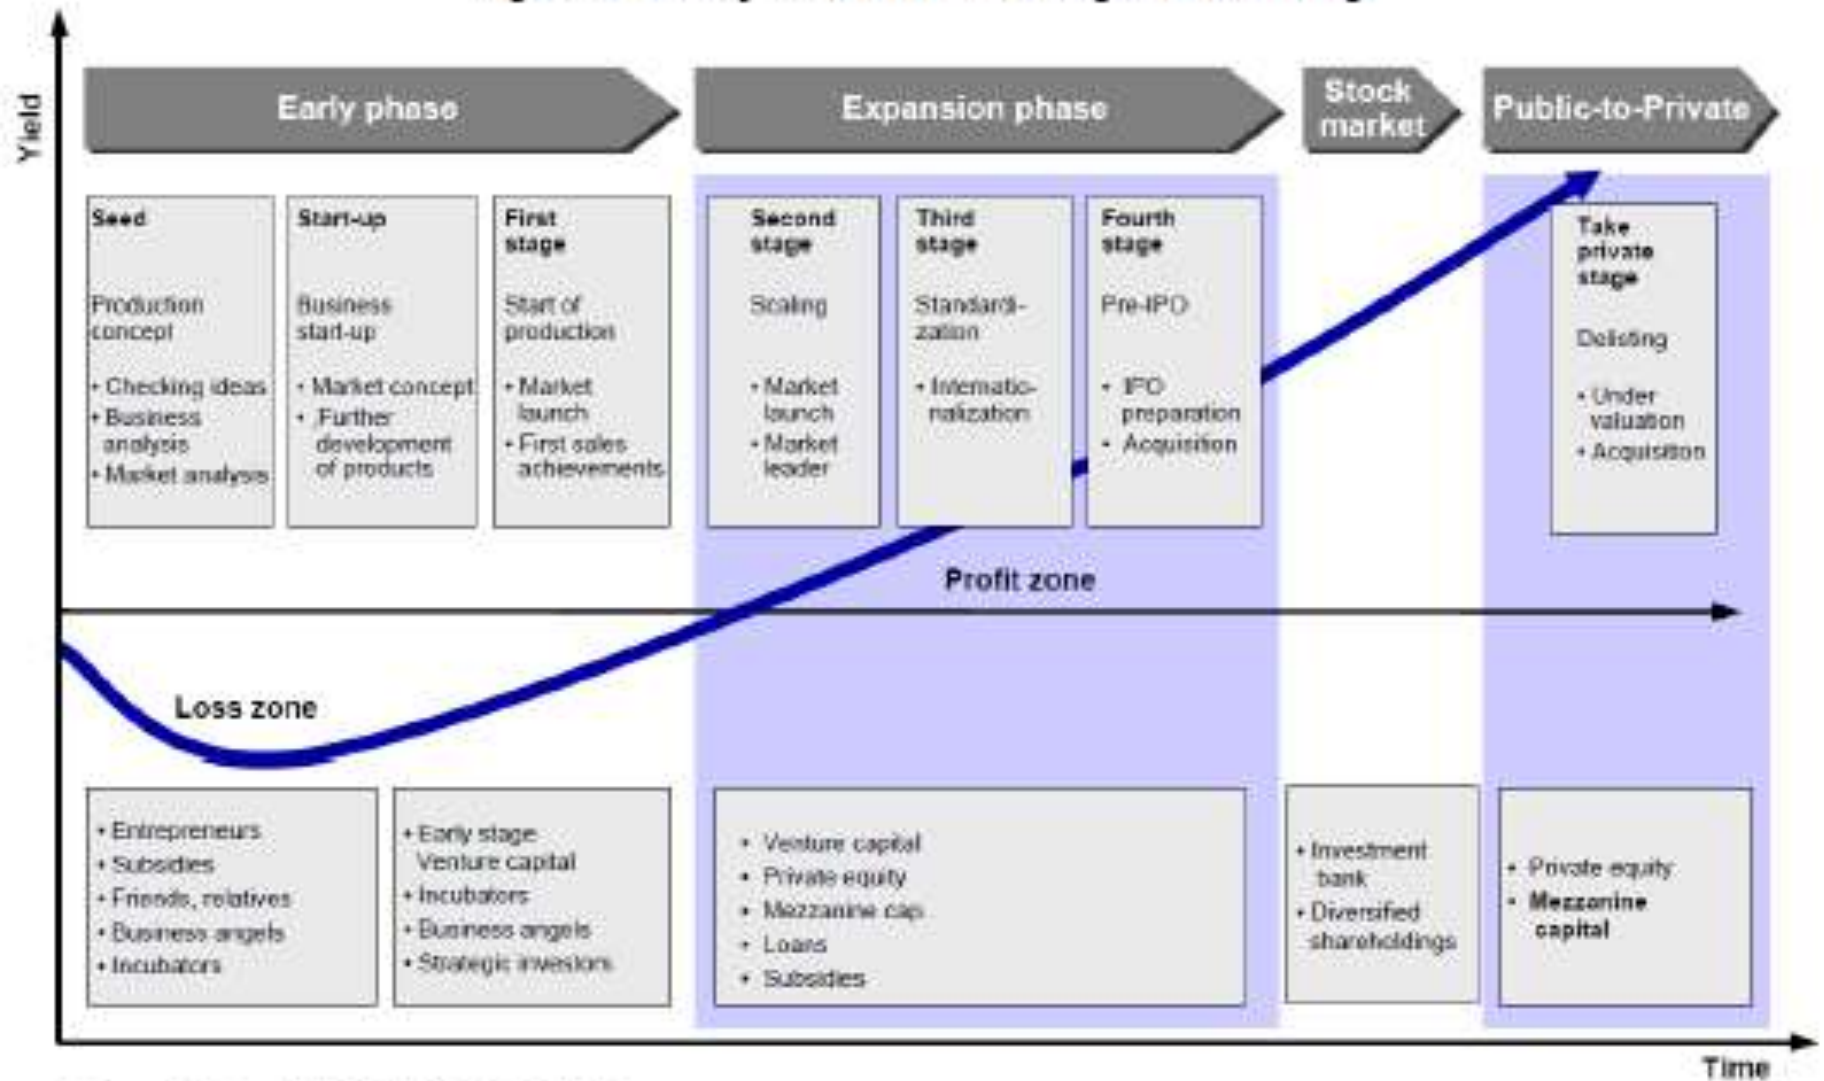 Yield
Early phase
Expansion phase
Stock
market
Public-to-Private
Seed
Production
concept
• Checking ideas
• Business
analysis
• Market analysis
Start-up
Business
start-up
• Market concept
• .Further
development
of products
First
stage
Start of
production
• Market
launch
• First sales
achievements
Second
stage
Scaling
• Market
launch
• Market
leader
Third
stage
Standardi-
zation
• Internatio-
nalization
Fourth
stage
Pre-IPO
• IPO
preparation
• Acquisition
Take
private
stage
Delisting
• Under
valuation
• Acquisition
Profit zone
Loss zone
• Entrepreneurs
• Subsidies
• Friends, relatives
• Business angels
• Incubators
• Early stage
Venture capital
• Incubators
• Business angels
• Strategic investors
• Venture capital
• Private equity
• Mezzanine cap.
• Loans
• Subsidies
• Investment
bank
• Diversified
shareholdings
• Private equity
• Mezzanine
capital
Time